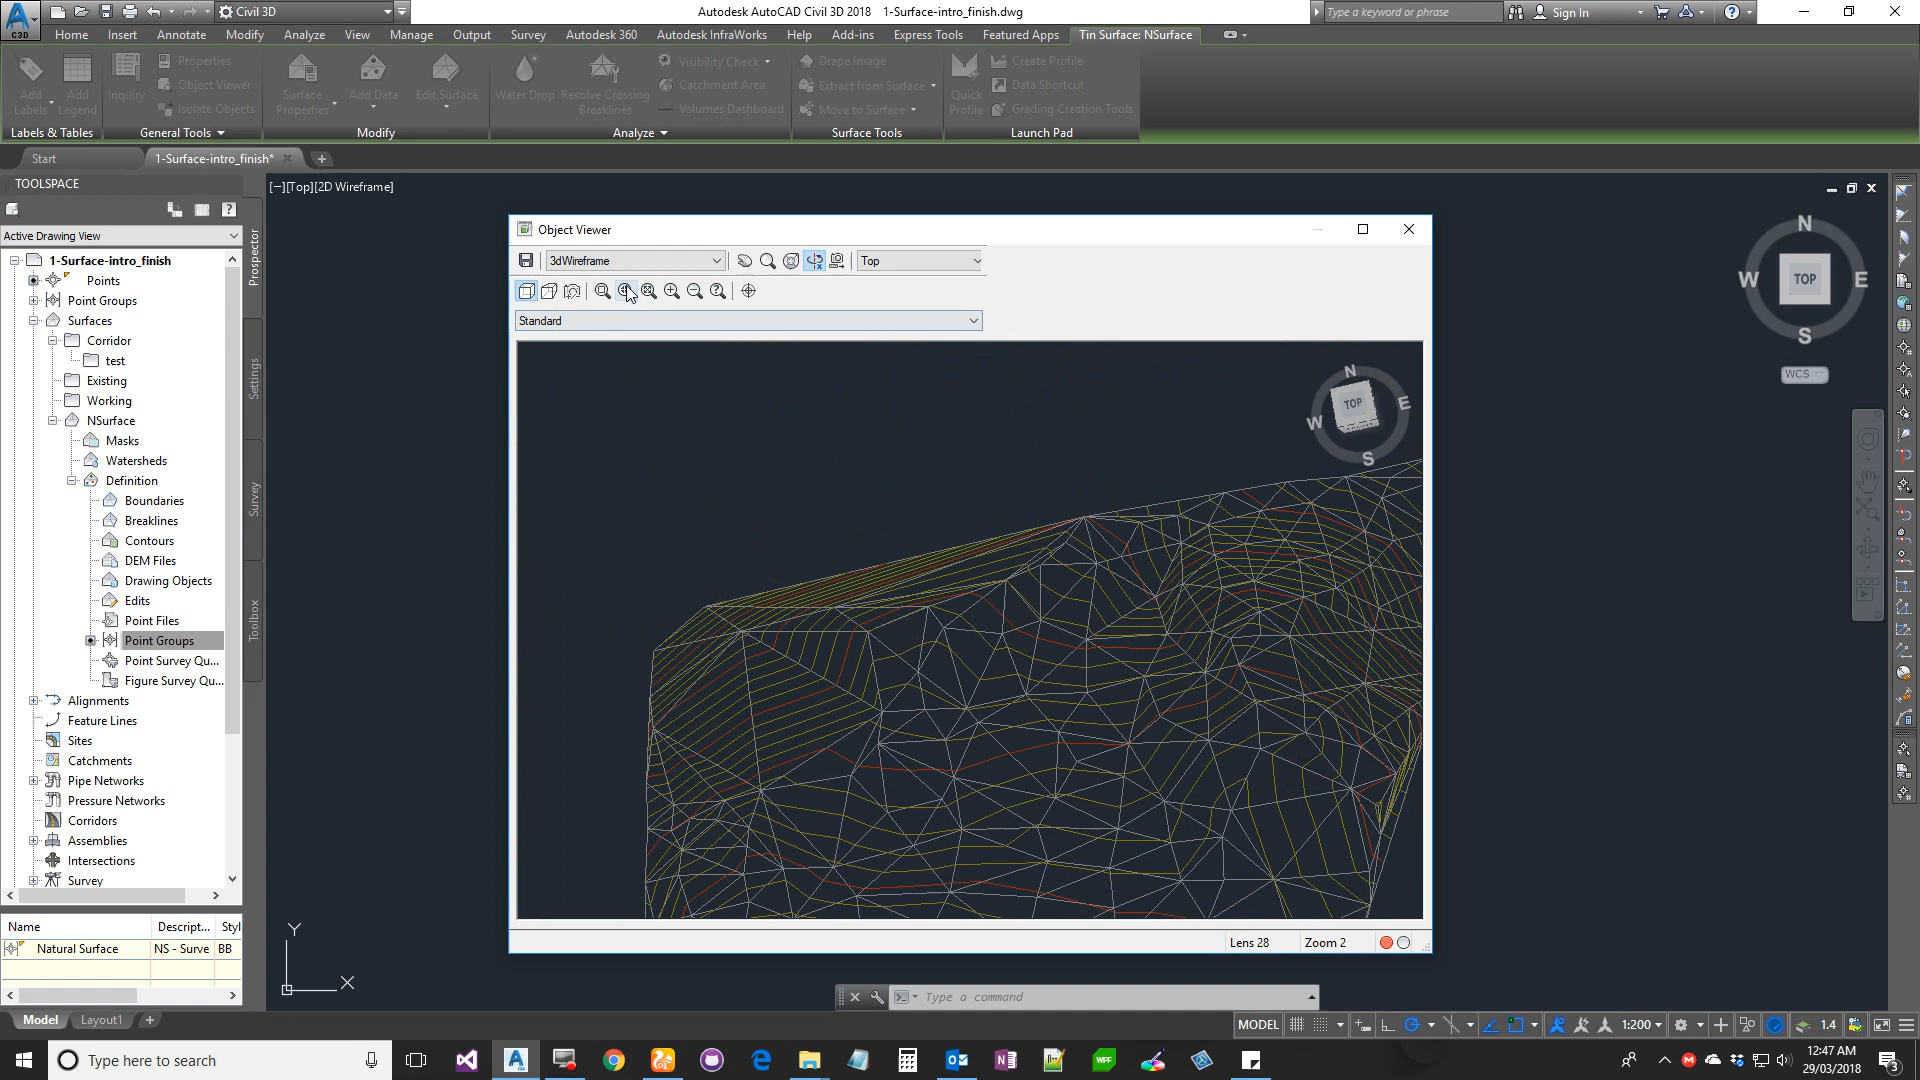 Civil 3D
Autodesk AutoCAD Civil 3D 2018 1-Surface-intro_finish.dwg
Type a keyword or phrase
Sign In
C3D
Home Insert Annotate Modify Analyze View Manage Output Survey Autodesk 360 Autodesk InfraWorks Help Add-ins Express Tools Featured Apps Tin Surface: NSurface
Add Labels
Add Legend
Inquiry
Properties
Object Viewer
Isolate Objects
Surface Properties
Add Data
Edit Surface
Water Drop
Resolve Crossing Breaklines
Visibility Check
Catchment Area
Volumes Dashboard
Drape Image
Extract from Surface
Move to Surface
Quick Profile
Create Profile
Data Shortcut
Grading Creation Tools
Labels & Tables General Tools Modify Analyze Surface Tools Launch Pad
Start 1-Surface-intro_finish*
TOOLSPACE
Active Drawing View
1-Surface-intro_finish
Points
Point Groups
Surfaces
Corridor
test
Existing
Working
NSurface
Masks
Watersheds
Definition
Boundaries
Breaklines
Contours
DEM Files
Drawing Objects
Edits
Point Files
Point Groups
Point Survey Qu...
Figure Survey Qu...
Alignments
Feature Lines
Sites
Catchments
Pipe Networks
Pressure Networks
Corridors
Assemblies
Intersections
Survey
Prospector
Settings
Survey
Toolbox
Name Descript... Styl
Natural Surface NS - Surve BB
[−][Top][2D Wireframe]
Object Viewer
3dWireframe
Top
Standard
N
W TOP E
S
Lens 28 Zoom 2
N
W TOP E
S
WCS
Y
X
Type a command
Model Layout1
MODEL 1:200 1.4
Type here to search
WPF
12:47 AM
29/03/2018
3